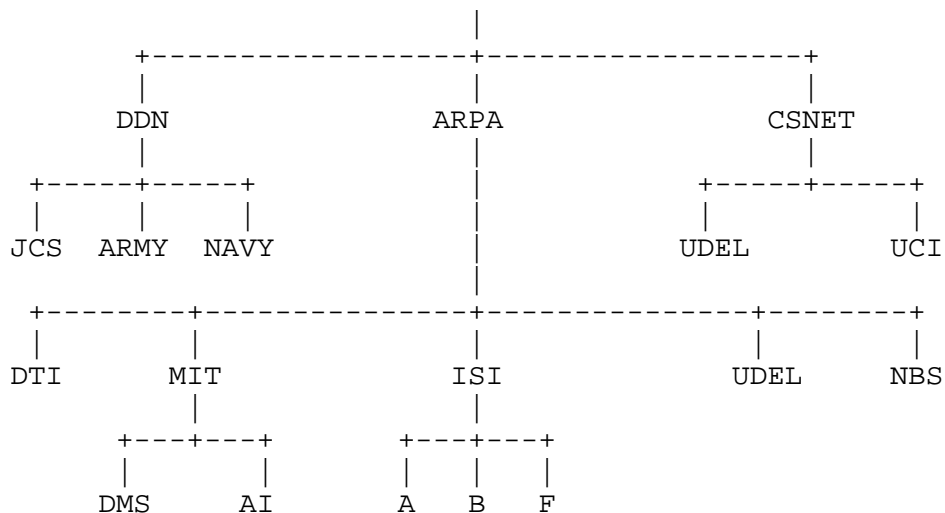 DDN ARPA CSNET
JCS ARMY NAVY UDEL UCI
DTI MIT ISI UDEL NBS
DMS AI A B F